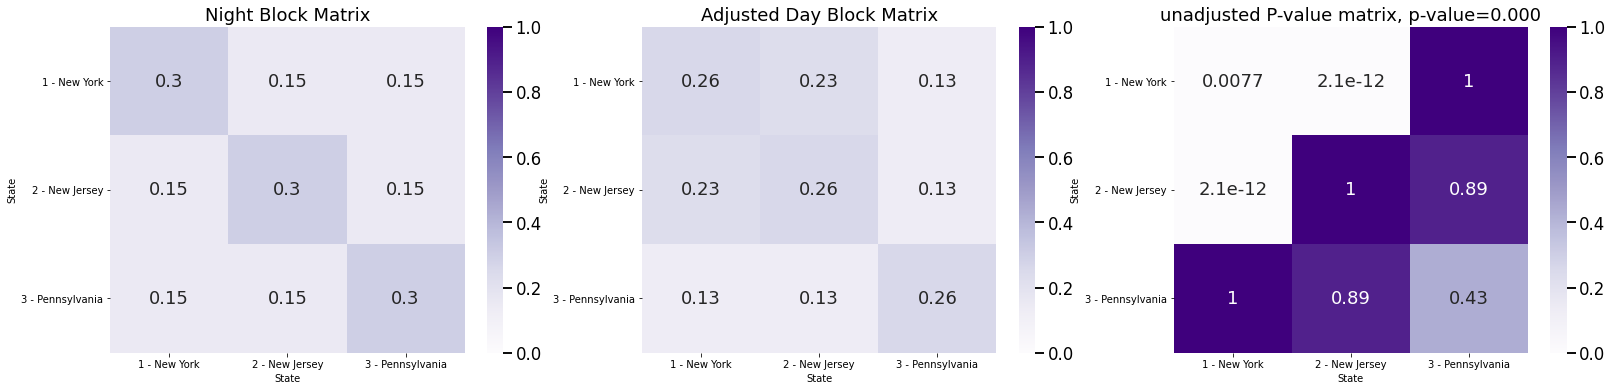 Night Block Matrix
State
1 - New York
2 - New Jersey
3 - Pennsylvania
0.3 0.15 0.15
0.15 0.3 0.15
0.15 0.15 0.3
1 - New York 2 - New Jersey 3 - Pennsylvania
State
1.0
0.8
0.6
0.4
0.2
0.0
Adjusted Day Block Matrix
State
1 - New York
2 - New Jersey
3 - Pennsylvania
0.26 0.23 0.13
0.23 0.26 0.13
0.13 0.13 0.26
1 - New York 2 - New Jersey 3 - Pennsylvania
State
1.0
0.8
0.6
0.4
0.2
0.0
unadjusted P-value matrix, p-value=0.000
State
1 - New York
2 - New Jersey
3 - Pennsylvania
0.0077 2.1e-12 1
2.1e-12 1 0.89
1 0.89 0.43
1 - New York 2 - New Jersey 3 - Pennsylvania
State
1.0
0.8
0.6
0.4
0.2
0.0